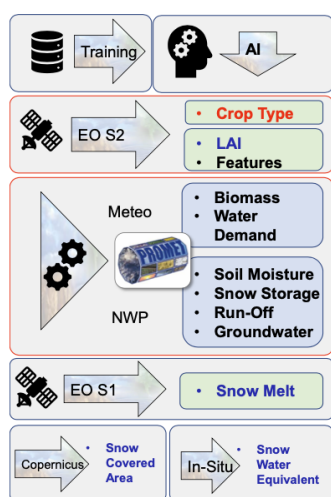 Training
AI
EO S2
• Crop Type
• LAI
• Features
Meteo
• Biomass
• Water
Demand
PROMET
NWP
• Soil Moisture
• Snow Storage
• Run-Off
• Groundwater
EO S1
• Snow Melt
Copernicus
• Snow
Covered
Area
In-Situ
• Snow
Water
Equivalent